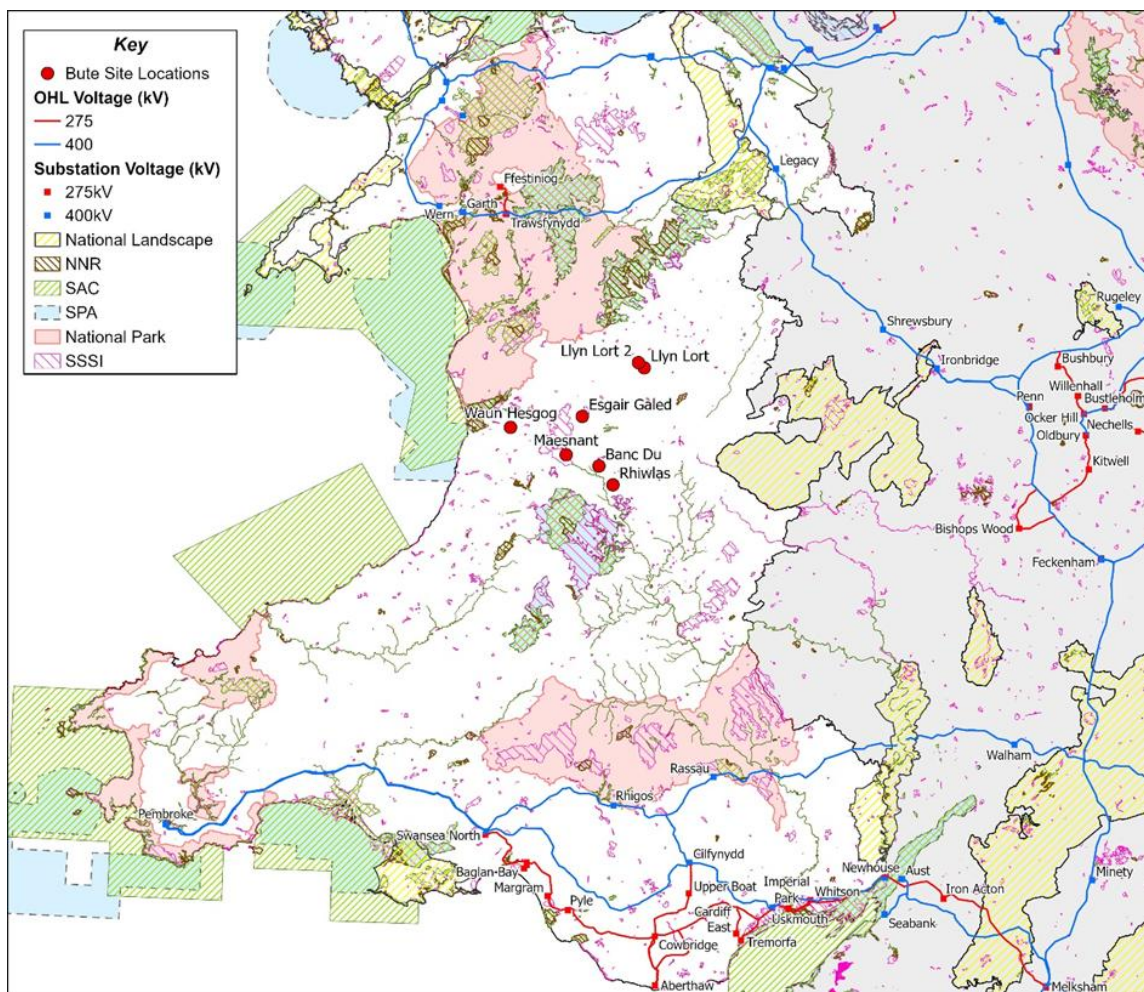 Key
Bute Site Locations
OHL Voltage (kV)
275
400
Substation Voltage (kV)
275kV
400kV
National Landscape
NNR
SAC
SPA
National Park
SSSI
Legacy
Ffestiniog
Garth
Wern
Trawsfynydd
Rugeley
Shrewsbury
Ironbridge
Bushbury
Llyn Lort 2
Llyn Lort
Willenhall
Penn
Bustleholm
Ocker Hill
Nechells
Oldbury
Esgair Galed
Waun Hesgog
Maesnant
Banc Du
Rhiwlas
Kitwell
Bishops Wood
Feckenham
Walham
Rassau
Rhigos
Pembroke
Swansea North
Cilfynydd
Baglan-Bay
Margram
Upper Boat
Pyle
Imperial
Park
Newhouse
Aust
Whitson
Uskmouth
Iron Acton
Minety
Cardiff
East
Seabank
Tremorfa
Cowbridge
Aberthaw
Melksham